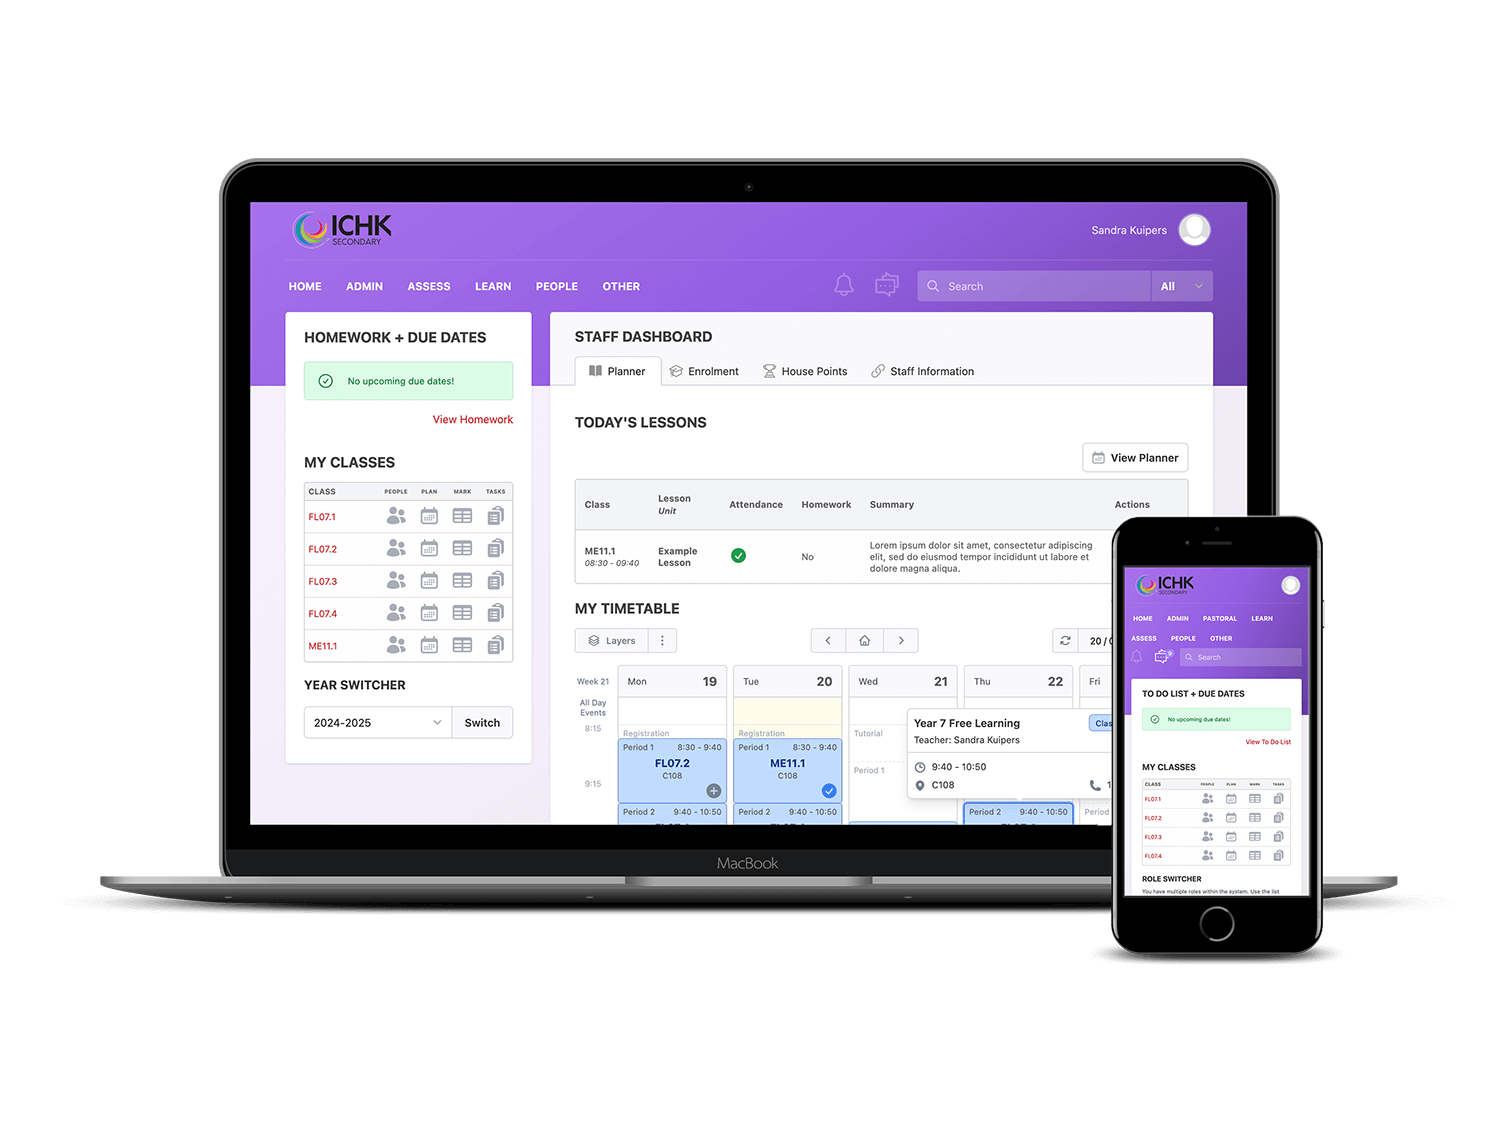 ICHK
SECONDARY
Sandra Kuipers
HOME ADMIN ASSESS LEARN PEOPLE OTHER
Search All
HOMEWORK + DUE DATES
No upcoming due dates!
View Homework
MY CLASSES
CLASS PEOPLE PLAN MARK TASKS
FL07.1
FL07.2
FL07.3
FL07.4
ME11.1
YEAR SWITCHER
2024-2025 Switch
STAFF DASHBOARD
Planner Enrolment House Points Staff Information
TODAY'S LESSONS
View Planner
Class Lesson Unit Attendance Homework Summary Actions
ME11.1 Example Lesson No Lorem ipsum dolor sit amet, consectetur adipiscing
08:30 - 09:40 elit, sed do eiusmod tempor incididunt ut labore et
dolore magna aliqua.
MY TIMETABLE
Layers 20 /
Week 21 Mon 19 Tue 20 Wed 21 Thu 22 Fri
All Day
Events
8:15
Registration Registration Tutorial
Period 1 8:30 - 9:40 Period 1 8:30 - 9:40
FL07.2 ME11.1
C108 C108
Period 1
9:15
Period 2 9:40 - 10:50 Period 2 9:40 - 10:50 Period 2 9:40 - 10:50 Period
Year 7 Free Learning Clas
Teacher: Sandra Kuipers
9:40 - 10:50
C108 1
MacBook
ICHK
SECONDARY
HOME ADMIN PASTORAL LEARN
ASSESS PEOPLE OTHER
Search
TO DO LIST + DUE DATES
No upcoming due dates!
View To Do List
MY CLASSES
CLASS PEOPLE PLAN MARK TASKS
FL07.1
FL07.2
FL07.3
FL07.4
ROLE SWITCHER
You have multiple roles within the system. Use the list